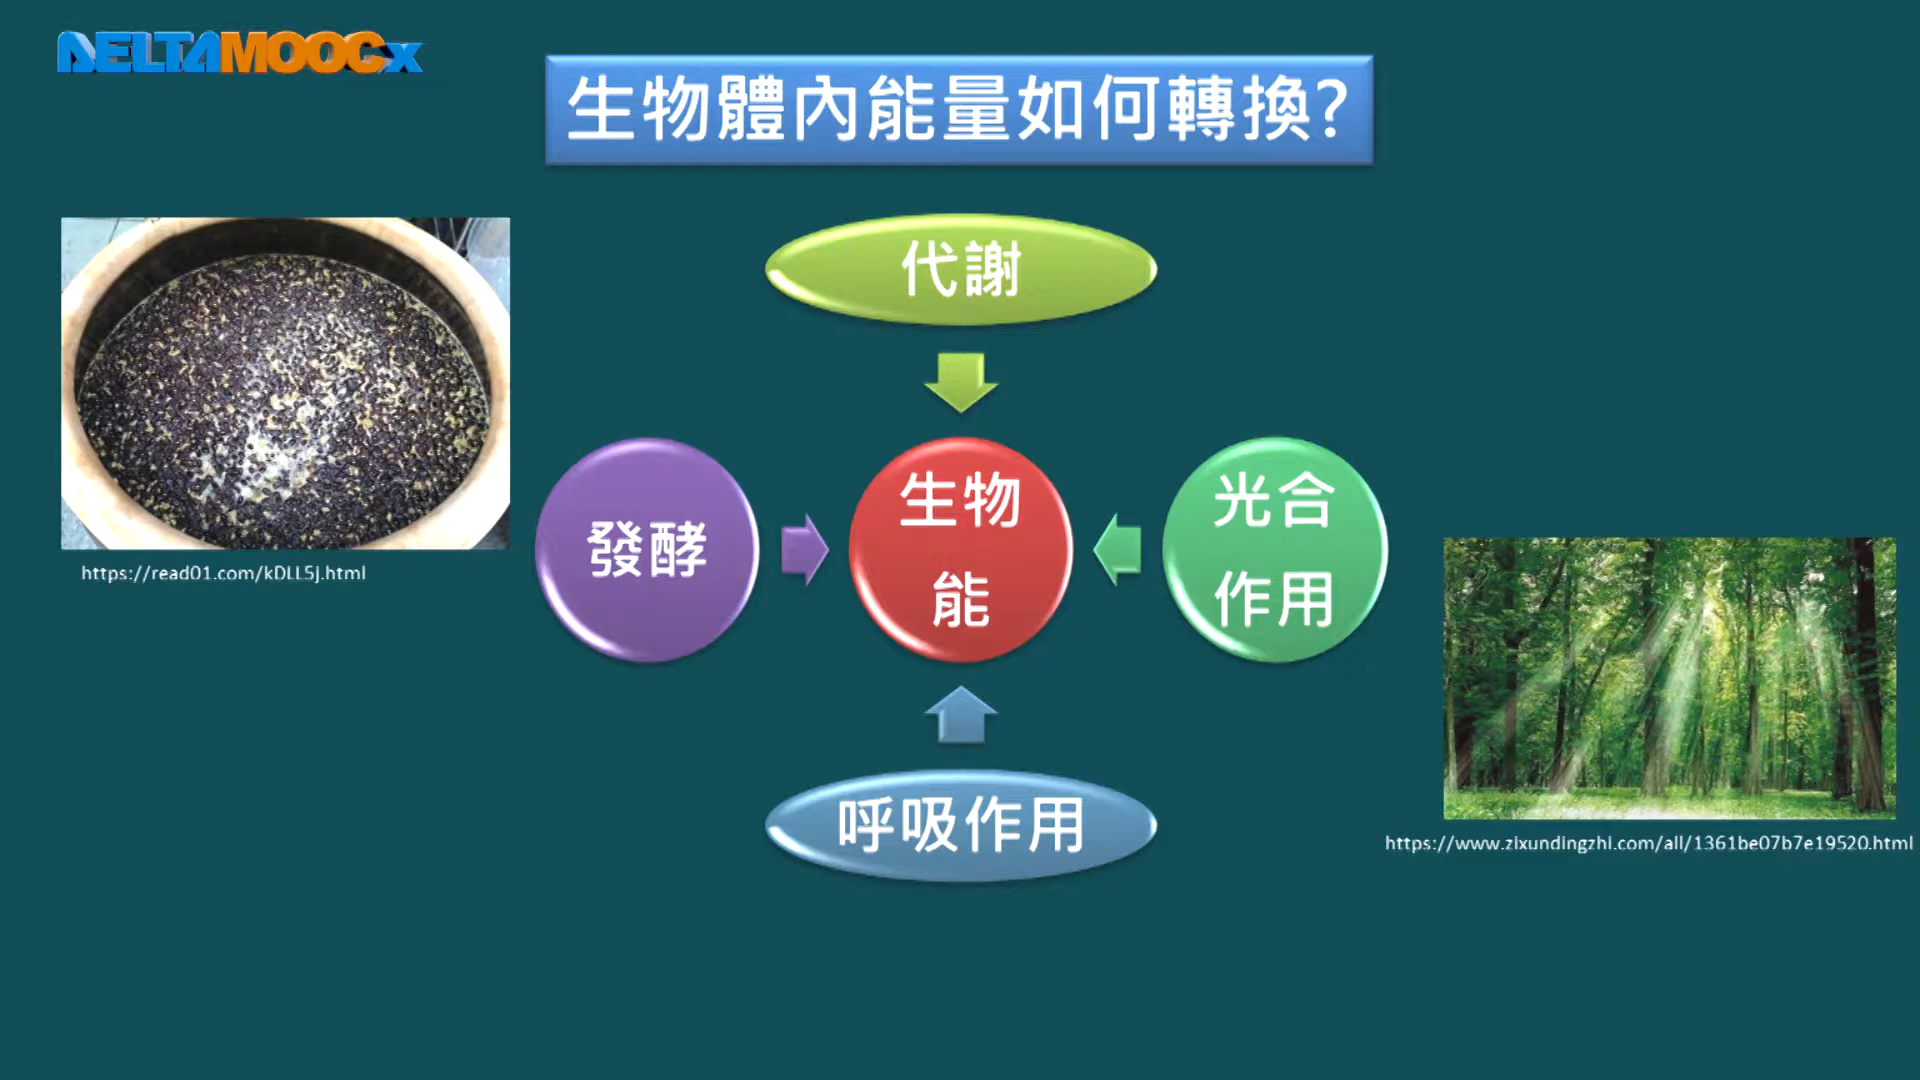 DELTAMOOCx
生物體內能量如何轉換?
代謝
發酵
生物
能
光合
作用
呼吸作用
https://read01.com/kDLL5j.html
https://www.zixundingzhi.com/all/1361be07b7e19520.html